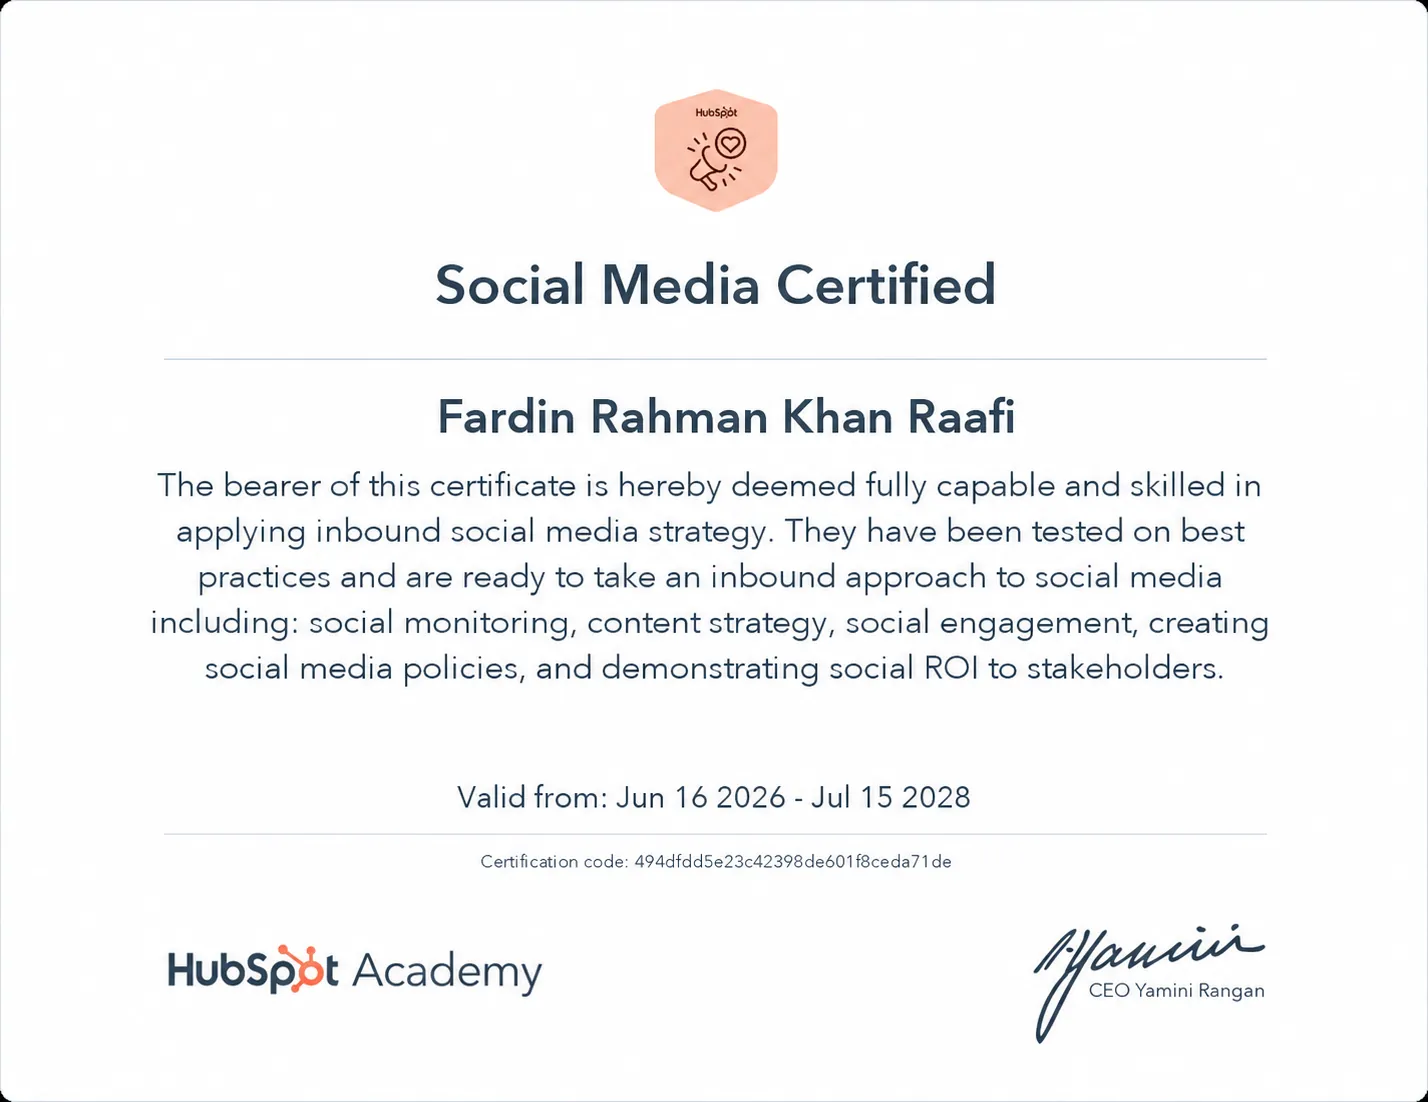 HubSpot
Social Media Certified
Fardin Rahman Khan Raafi
The bearer of this certificate is hereby deemed fully capable and skilled in
applying inbound social media strategy. They have been tested on best
practices and are ready to take an inbound approach to social media
including: social monitoring, content strategy, social engagement, creating
social media policies, and demonstrating social ROI to stakeholders.
Valid from: Jun 16 2026 - Jul 15 2028
Certification code: 494dfdd5e23c42398de601f8ceda71de
HubSpot Academy
Yamini
CEO Yamini Rangan